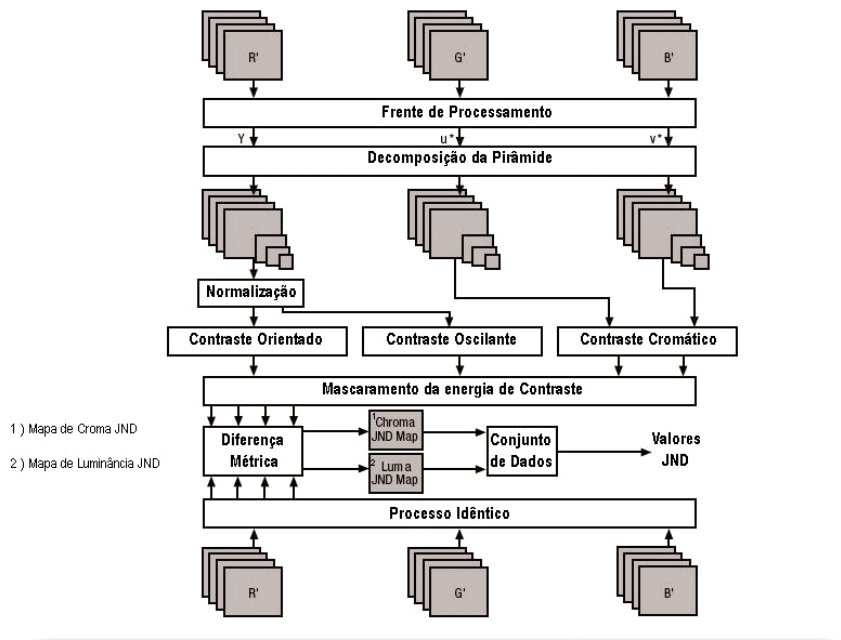 R' G' B'
Frente de Processamento
Y u* v*
Decomposição da Pirâmide
Normalização
Contraste Orientado Contraste Oscilante Contraste Cromático
Mascaramento da energia de Contraste
1 ) Mapa de Croma JND
2 ) Mapa de Luminância JND
Diferença
Métrica
1 Chroma
JND Map
2 Luma
JND Map
Conjunto
de Dados
Valores
JND
Processo Idêntico
R' G' B'